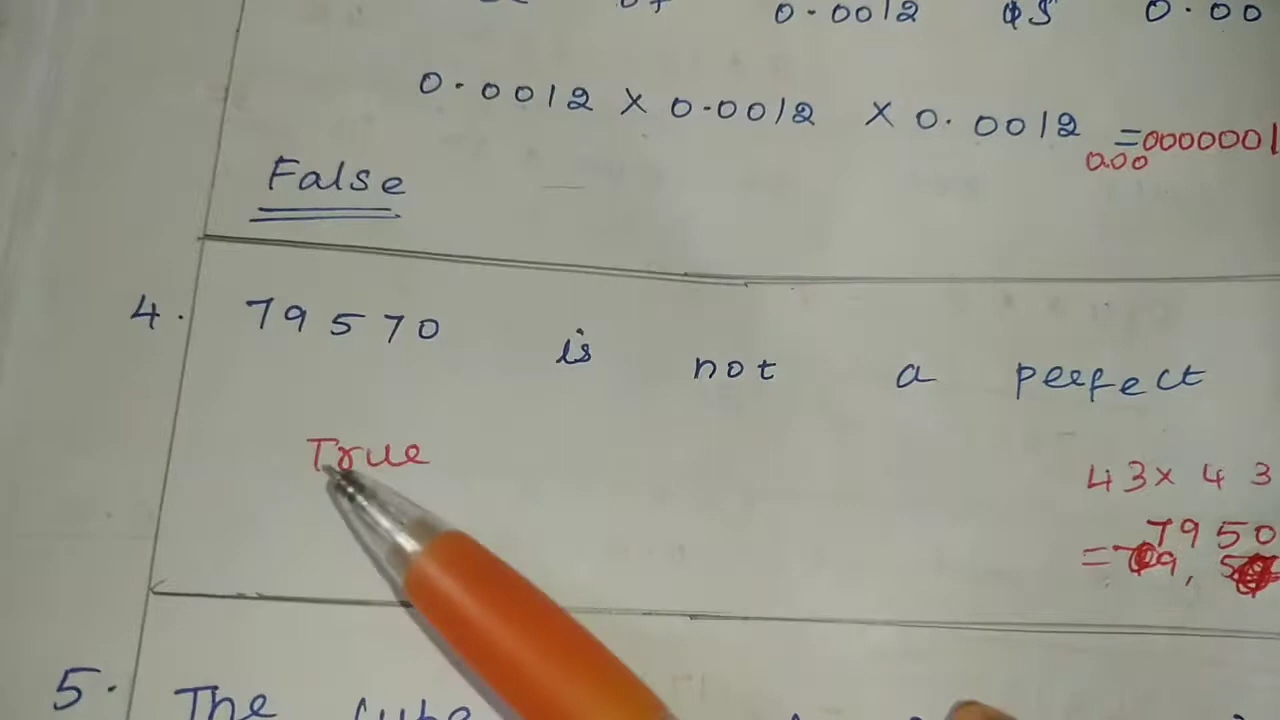 0.0012 0.00
0.0012 × 0.0012 × 0.0012 =0000001
0.00
False
4. 79570 is not a perfect
True
43× 43
7950
=
5. The cube